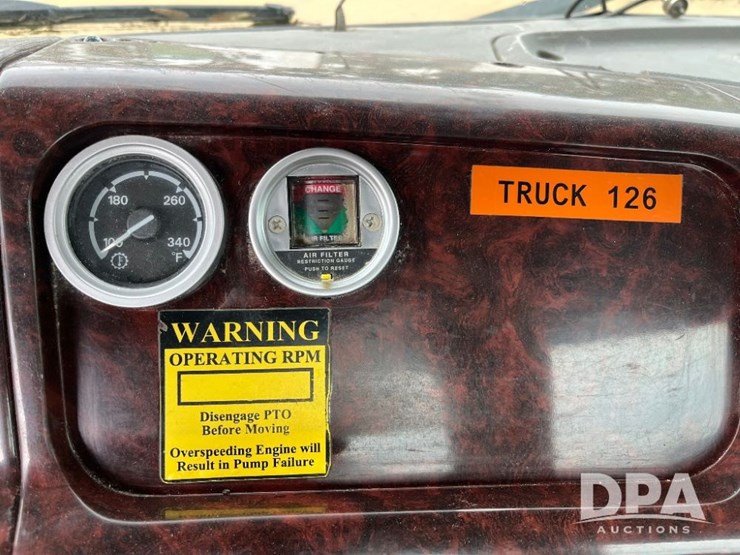 180
260
100
340
°F
CHANGE
AIR FILTER
AIR FILTER
RESTRICTION GAUGE
PUSH TO RESET
TRUCK 126
WARNING
OPERATING RPM
Disengage PTO
Before Moving
Overspeeding Engine will
Result in Pump Failure
DPA
AUCTIONS